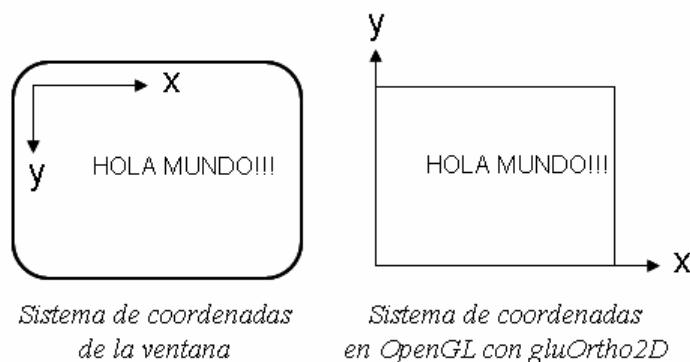 x
y
HOLA MUNDO!!!
Sistema de coordenadas
de la ventana
y
HOLA MUNDO!!!
x
Sistema de coordenadas
en OpenGL con gluOrtho2D